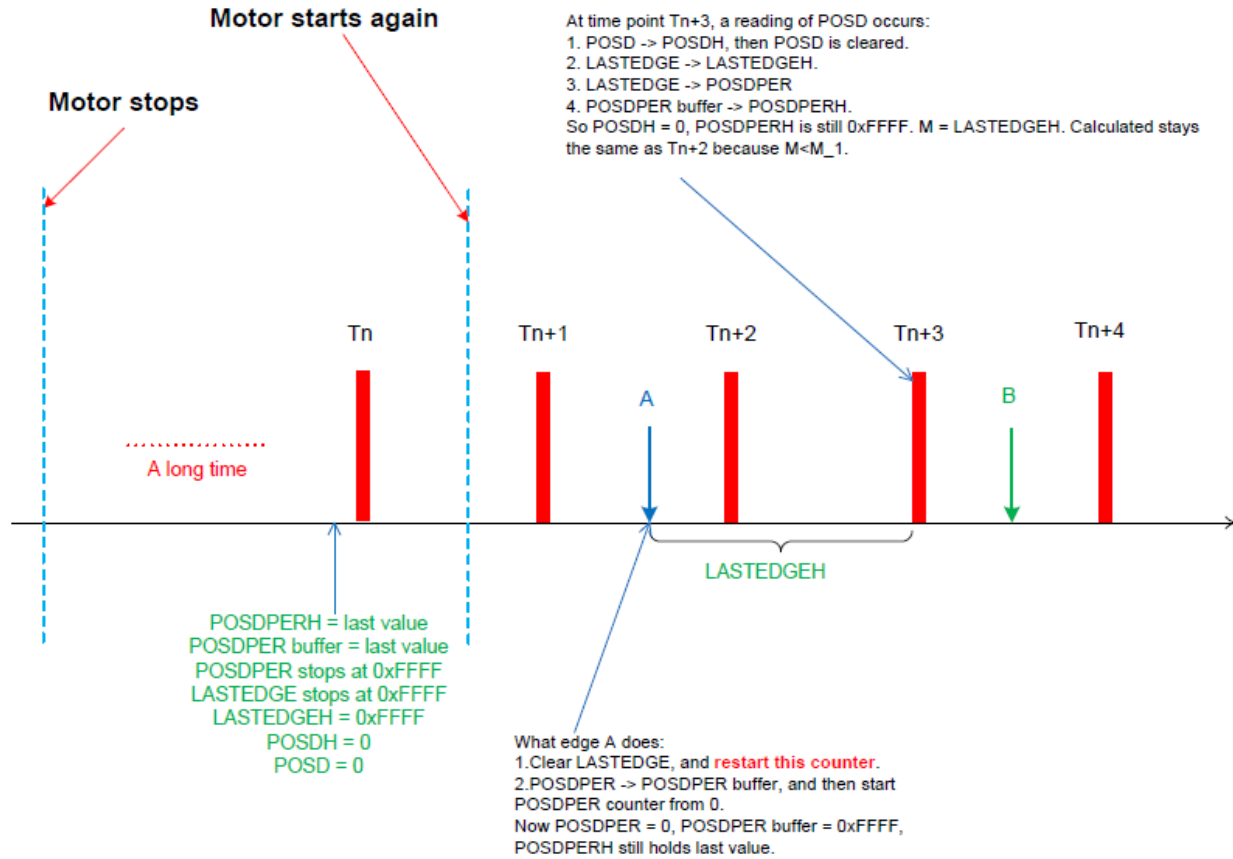 Motor starts again
At time point Tn+3, a reading of POSD occurs:
1. POSD -> POSDH, then POSD is cleared.
2. LASTEDGE -> LASTEDGEH.
3. LASTEDGE -> POSDPER
4. POSDPER buffer -> POSDPERH.
So POSDH = 0, POSDPERH is still 0xFFFF. M = LASTEDGEH. Calculated stays
the same as Tn+2 because M<M_1.
Motor stops
Tn
Tn+1
Tn+2
Tn+3
Tn+4
A
B
A long time
LASTEDGEH
POSDPERH = last value
POSDPER buffer = last value
POSDPER stops at 0xFFFF
LASTEDGE stops at 0xFFFF
LASTEDGEH = 0xFFFF
POSDH = 0
POSD = 0
What edge A does:
1.Clear LASTEDGE, and restart this counter.
2.POSDPER -> POSDPER buffer, and then start
POSDPER counter from 0.
Now POSDPER = 0, POSDPER buffer = 0xFFFF,
POSDPERH still holds last value.